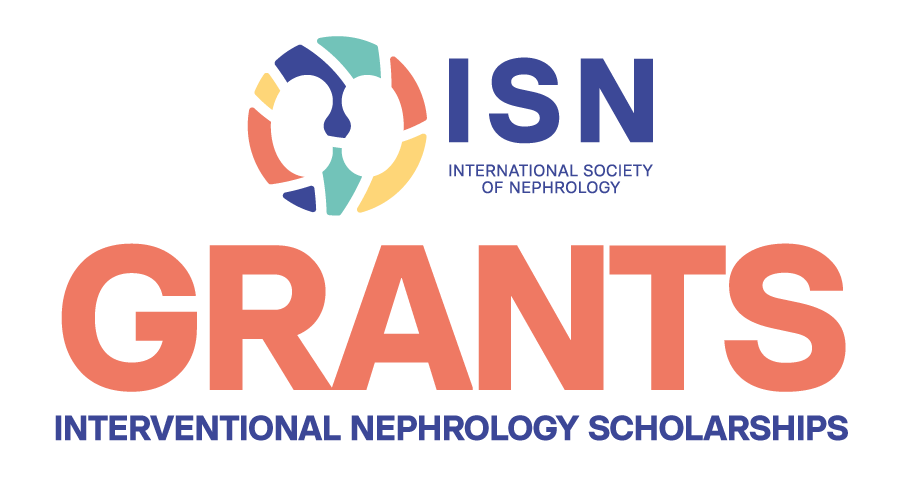 ISN
INTERNATIONAL SOCIETY
OF NEPHROLOGY
GRANTS
INTERVENTIONAL NEPHROLOGY SCHOLARSHIPS